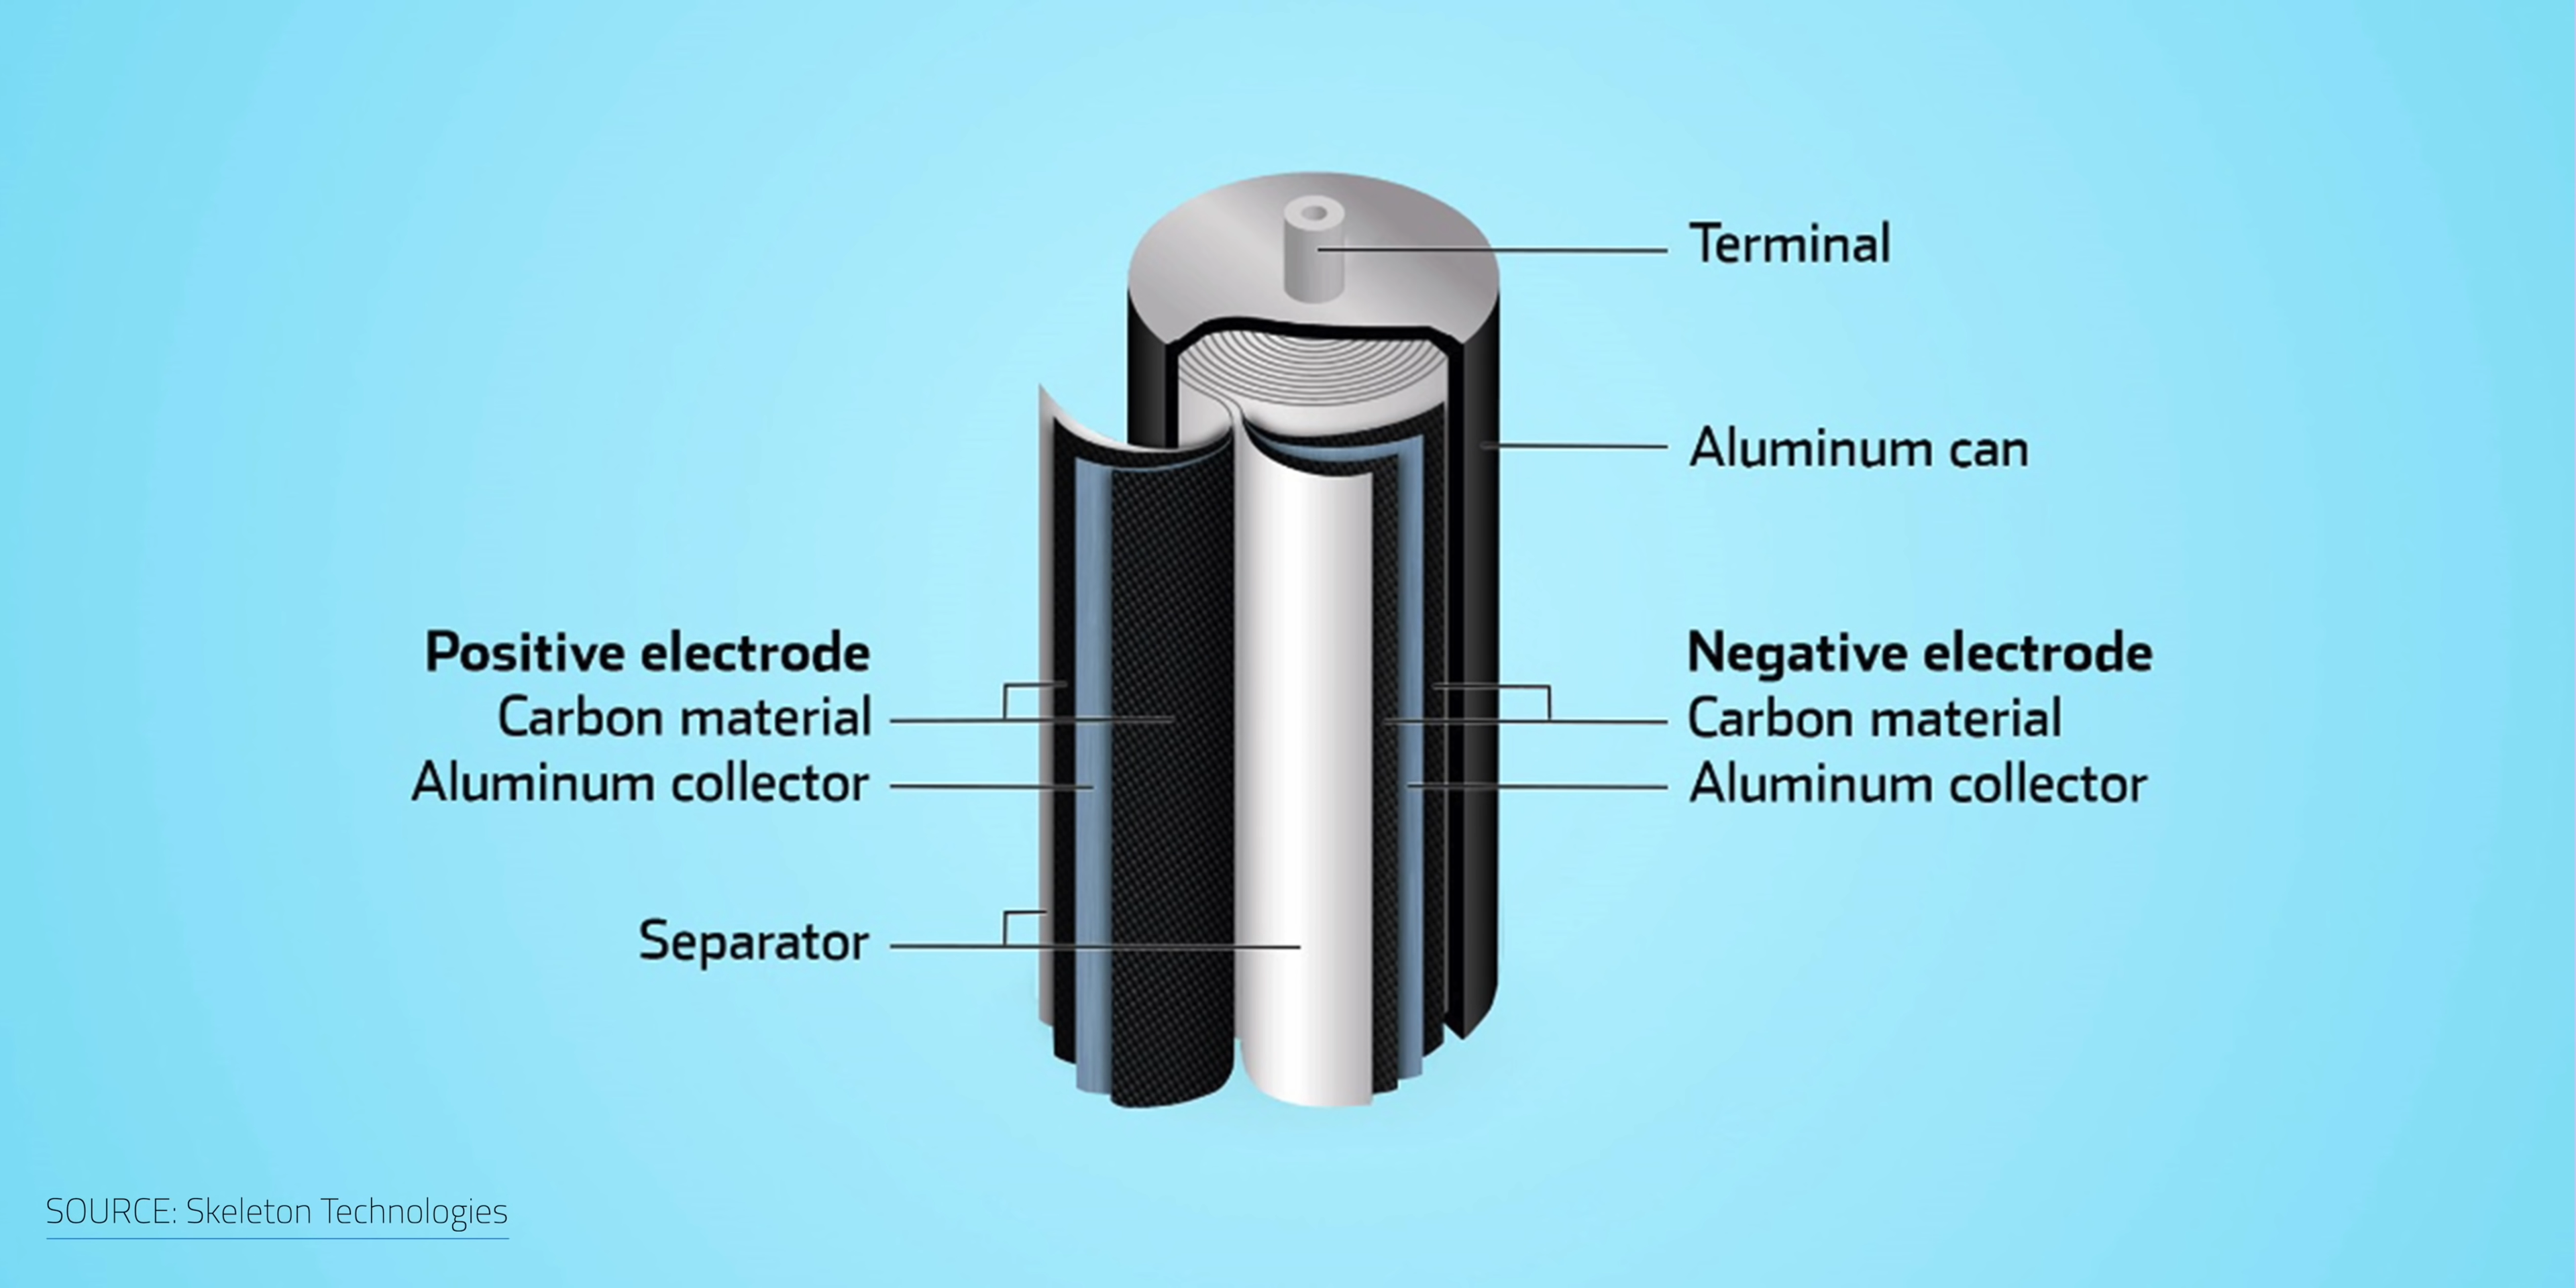 Terminal
Aluminum can
Positive electrode
Carbon material
Aluminum collector
Separator
Negative electrode
Carbon material
Aluminum collector
SOURCE: Skeleton Technologies